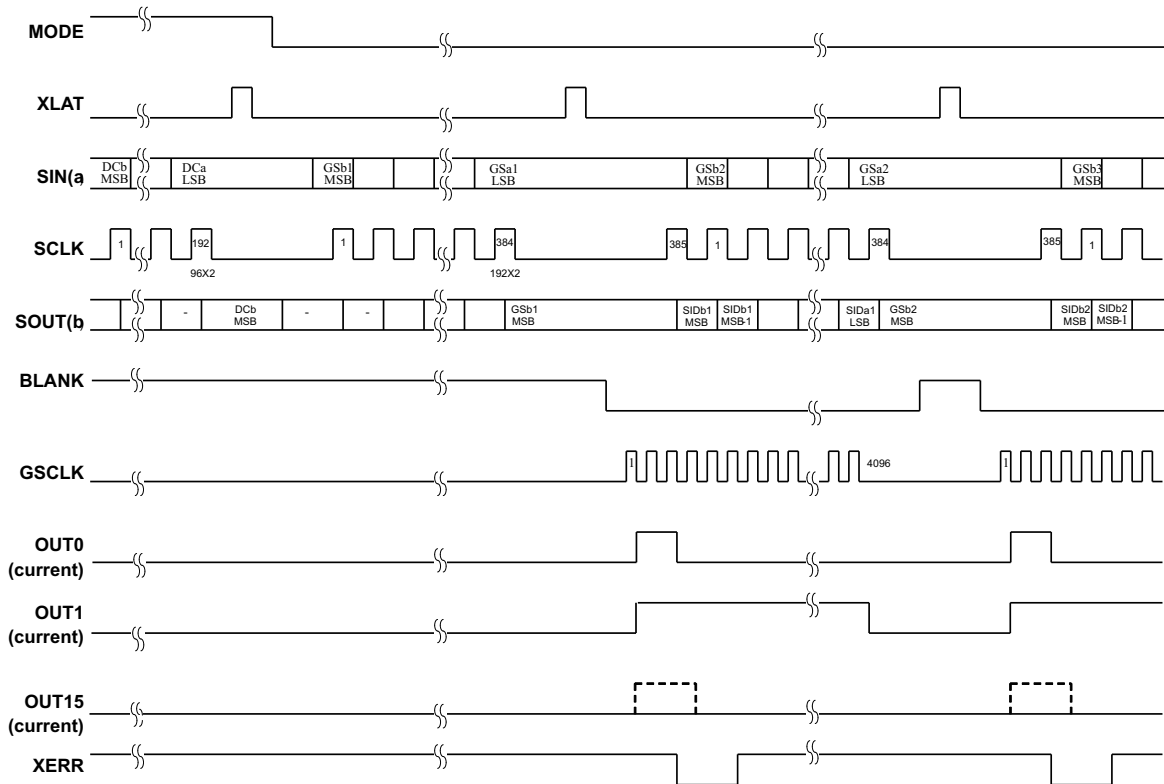 MODE
XLAT
SIN(a
DCb
MSB
DCa
LSB
GSb1
MSB
GSa1
LSB
GSb2
MSB
GSa2
LSB
GSb3
MSB
SCLK
1
192
1
384
385
1
384
385
1
96X2
192X2
SOUT(b
-
DCb
MSB
-
-
GSb1
MSB
SIDb1
MSB
SIDb1
MSB-1
SIDa1
LSB
GSb2
MSB
SIDb2
MSB
SIDb2
MSB-1
BLANK
GSCLK
1
4096
1
OUT0
(current)
OUT1
(current)
OUT15
(current)
XERR